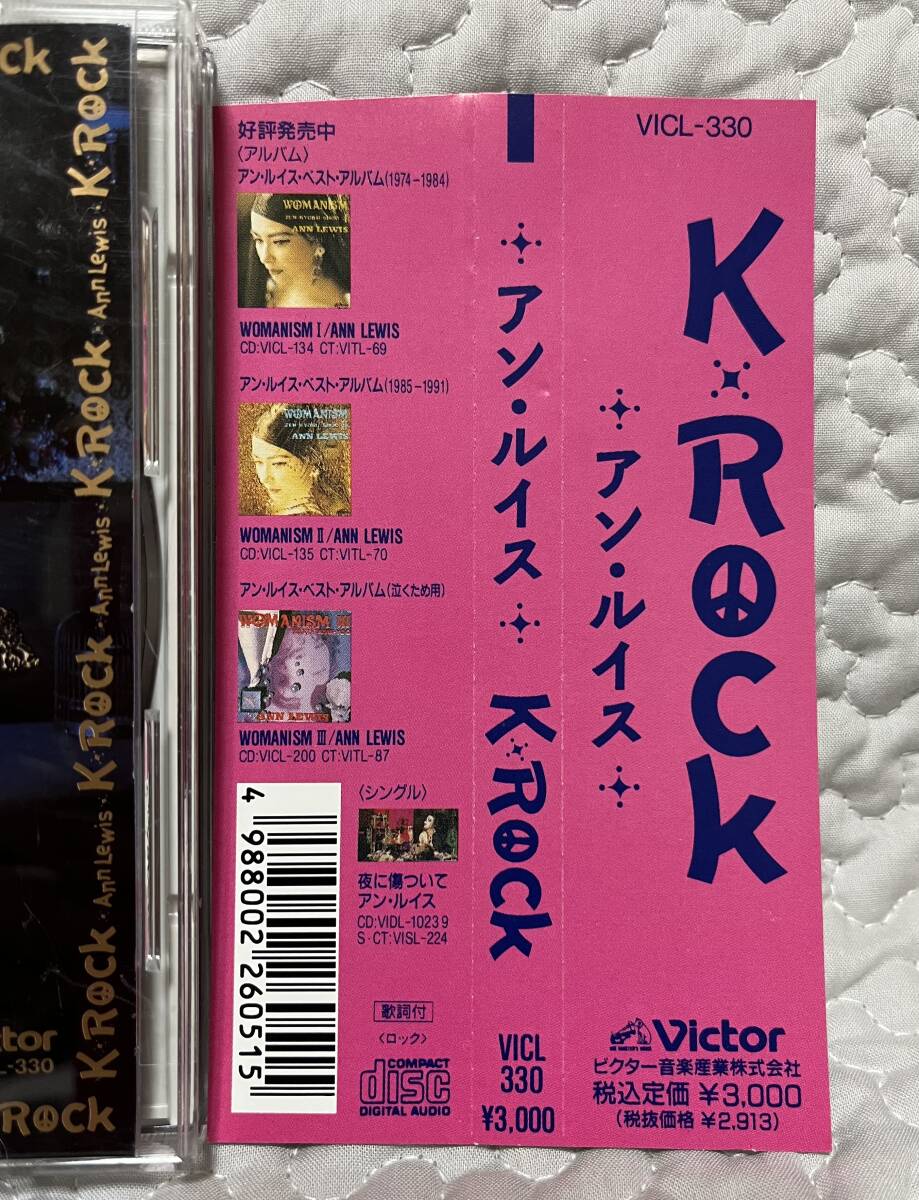 ck
K・ROCK・Ann Lewis・K・ROCK・Ann Lewis・K・ROCK・Ann Lewis・K・ROCK
ctor
L-330
ROCK
好評発売中
〈アルバム〉
アン・ルイス・ベスト・アルバム(1974-1984)
WOMANISM
ANN LEWIS
WOMANISM I/ANN LEWIS
CD:VICL-134 CT:VITL-69
アン・ルイス・ベスト・アルバム(1985-1991)
WOMANISM
ANN LEWIS
WOMANISM II/ANN LEWIS
CD:VICL-135 CT:VITL-70
アン・ルイス・ベスト・アルバム(泣くため用)
WOMANISM III
ANN LEWIS
WOMANISM III/ANN LEWIS
CD:VICL-200 CT:VITL-87
4 988002 260515
〈シングル〉
夜に傷ついて
アン・ルイス
CD:VIDL-10239
S・CT:VISL-224
歌詞付
〈ロック〉
COMPACT
disc
DIGITAL AUDIO
アン・ルイス
K・ROCK
VICL
330
¥3,000
VICL-330
K・ROCK
アン・ルイス
Victor
ビクター音楽産業株式会社
税込定価 ¥3,000
(税抜価格 ¥2,913)